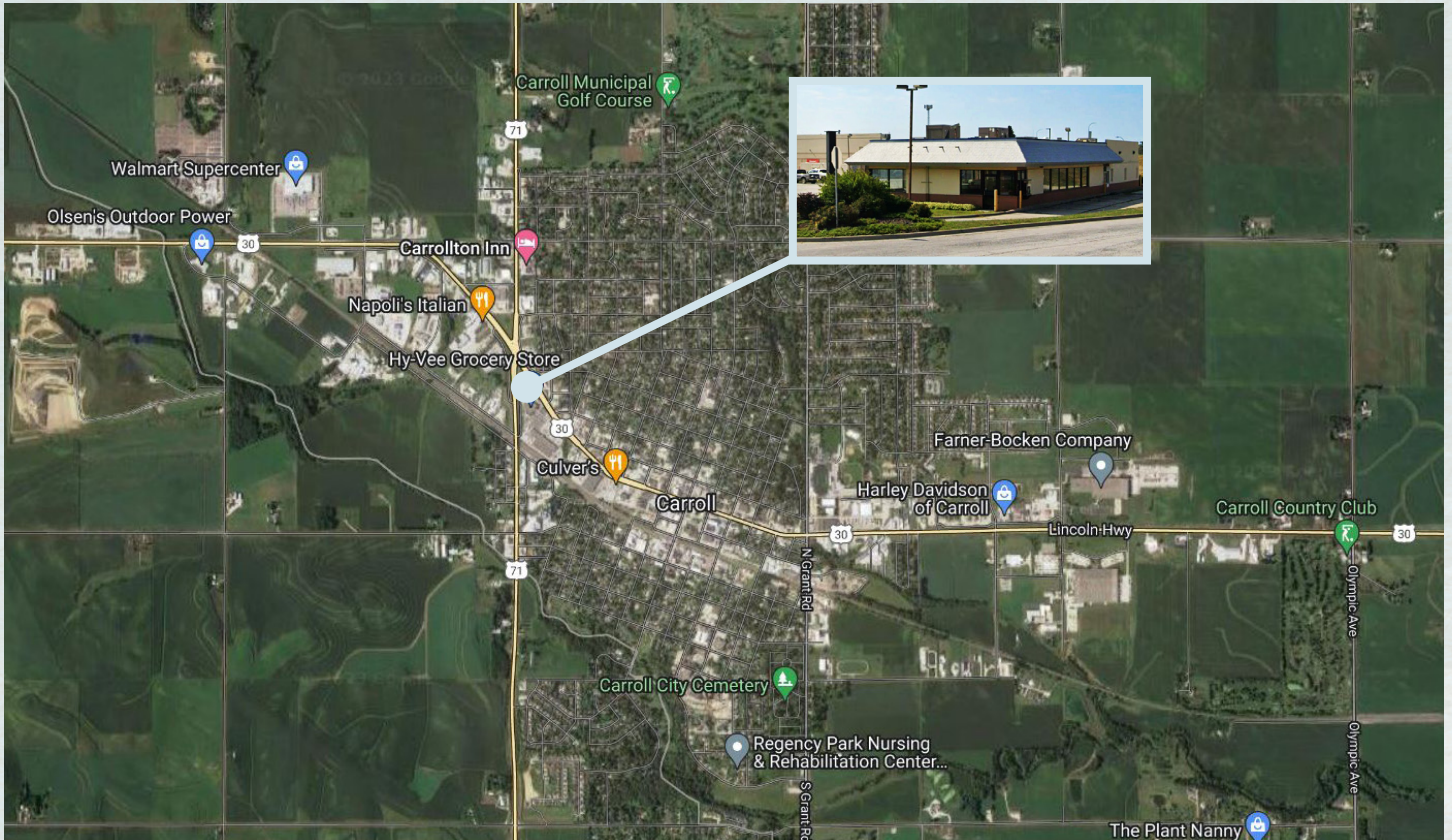 © 2023 Google
Carroll Municipal
Golf Course
71
Walmart Supercenter
Olsen's Outdoor Power
30
Carrollton Inn
Napoli's Italian
Hy-Vee Grocery Store
30
Culver's
Carroll
Farner-Bocken Company
Harley Davidson
of Carroll
Carroll Country Club
30
Lincoln Hwy
30
71
N Grant Rd
Olympic Ave
Carroll City Cemetery
Regency Park Nursing
& Rehabilitation Center...
Olympic Ave
S Grant Rd
The Plant Nanny